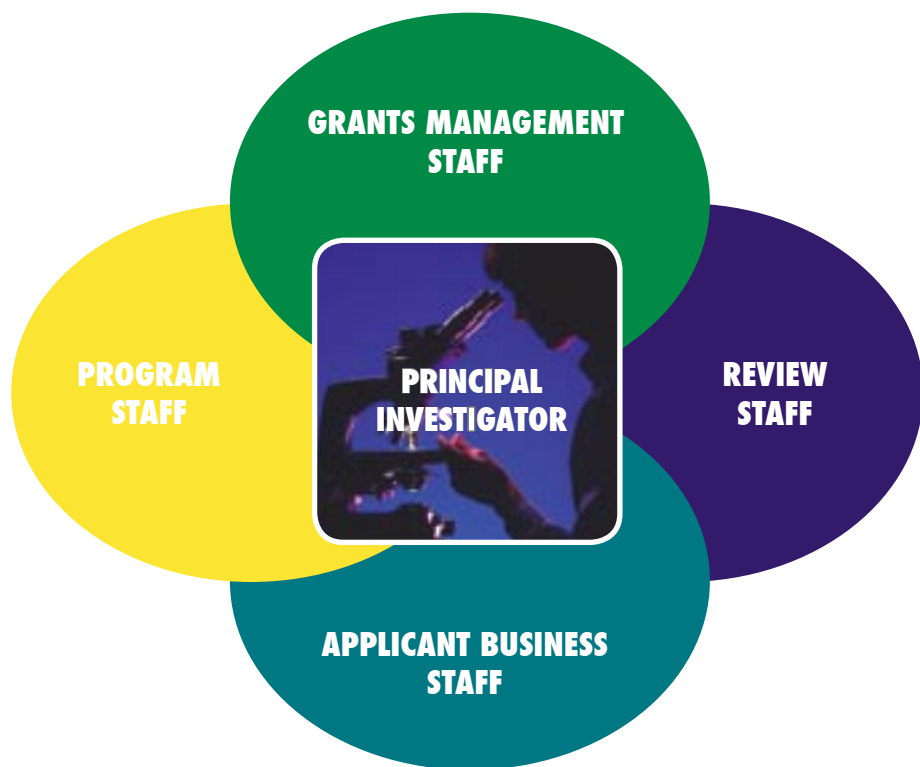 GRANTS MANAGEMENT
STAFF
PROGRAM
STAFF
PRINCIPAL
INVESTIGATOR
REVIEW
STAFF
APPLICANT BUSINESS
STAFF